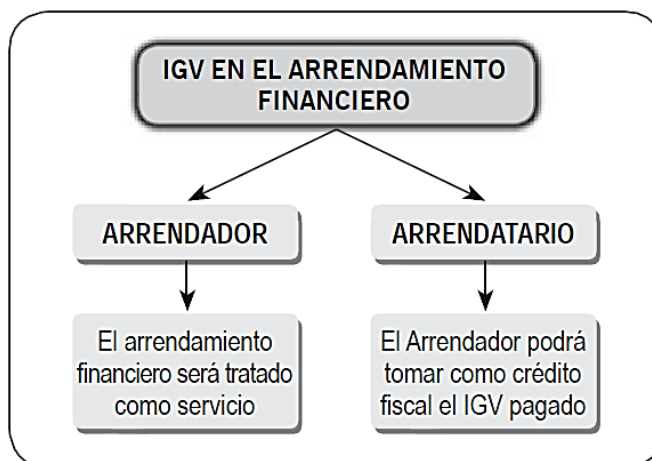 IGV EN EL ARRENDAMIENTO
FINANCIERO
ARRENDADOR
ARRENDATARIO
El arrendamiento
financiero será tratado
como servicio
El Arrendador podrá
tomar como crédito
fiscal el IGV pagado